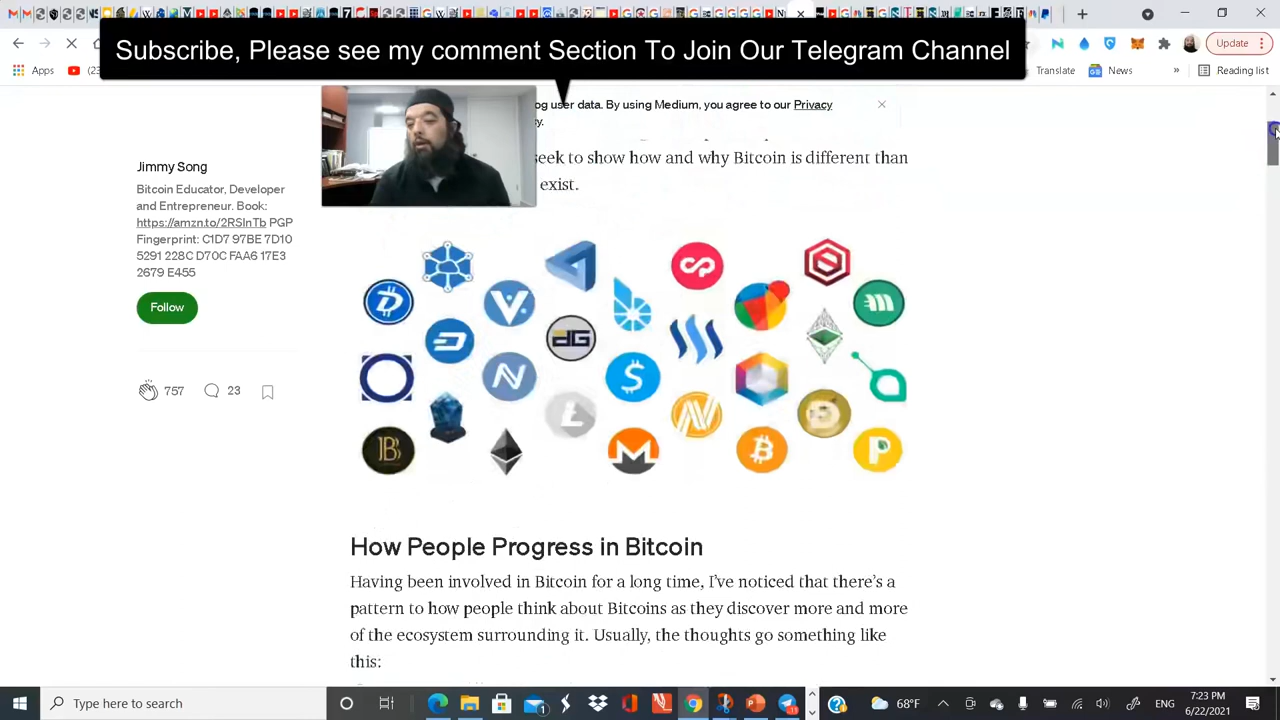 Subscribe, Please see my comment Section To Join Our Telegram Channel
Update
Apps
(23
Translate
News
»
Reading list
og user data. By using Medium, you agree to our Privacy
seek to show how and why Bitcoin is different than
exist.
Jimmy Song
Bitcoin Educator, Developer
and Entrepreneur. Book:
PGP
Fingerprint: C1D7 97BE 7D10
5291 228C D70C FAA6 17E3
2679 E455
Follow
757
23
How People Progress in Bitcoin
Having been involved in Bitcoin for a long time, I've noticed that there's a
pattern to how people think about Bitcoins as they discover more and more
of the ecosystem surrounding it. Usually, the thoughts go something like
this:
Type here to search
68°F
7:23 PM
6/22/2021